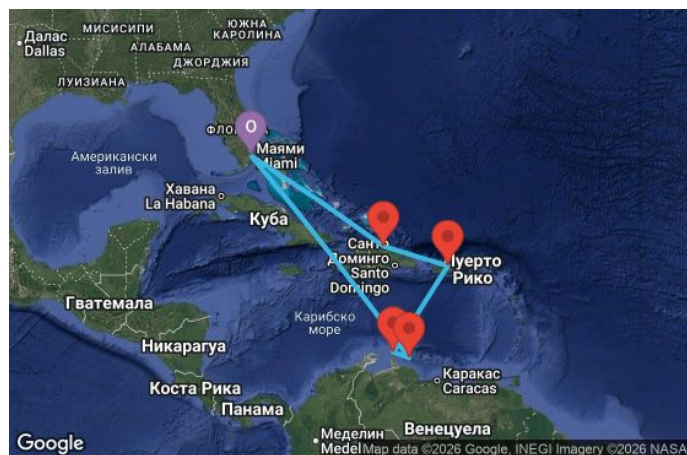 ЮЖНА
КАРОЛИНА
МИСИСИПИ
Далас
Dallas
АЛАБАМА
ДЖОРДЖИЯ
ЛУИЗИАНА
O
Маями
Miami
Американски
залив
Хавана
La Habana
Куба
Санто
Доминго
Santo
Domingo
Пуерто
Рико
Гватемала
Карибско
море
Никарагуа
Каракас
Caracas
Коста Рика
Панама
Венецуела
Меделин
Google
Map data ©2026 Google, INEGI Imagery ©2026 NASA